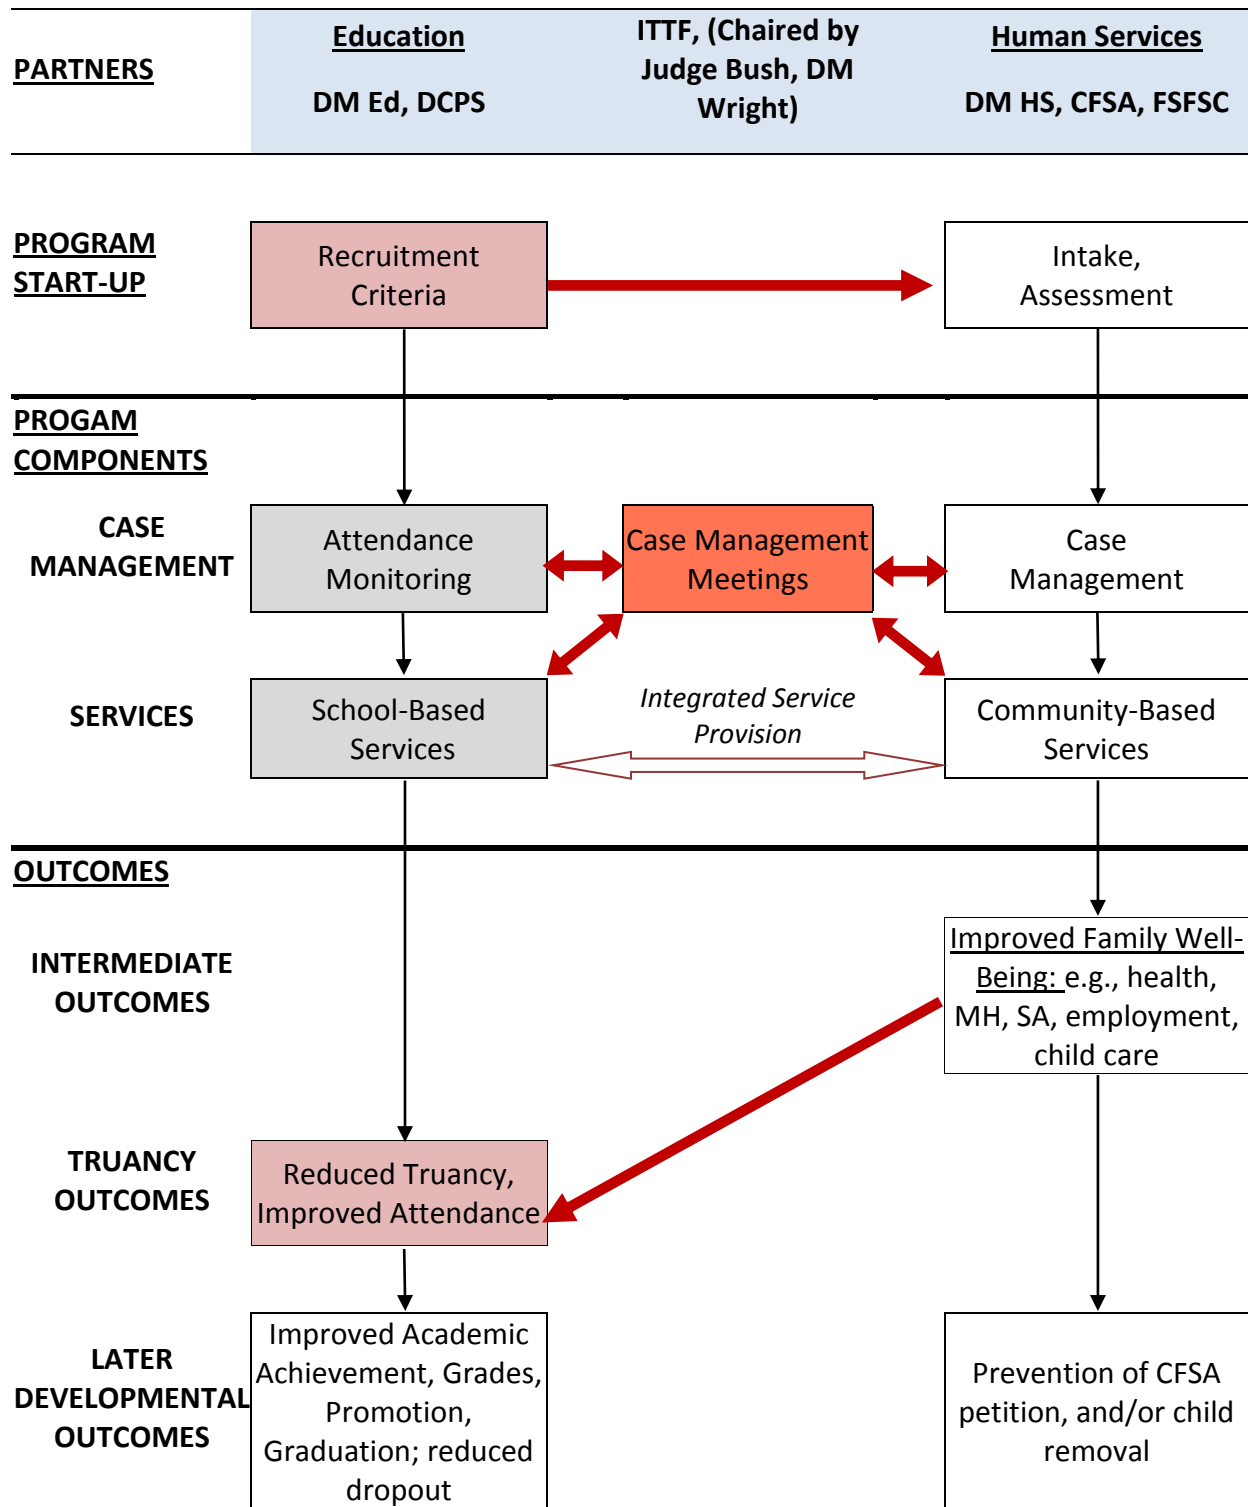 PARTNERS
Education
DM Ed, DCPS
ITTF, (Chaired by
Judge Bush, DM
Wright)
Human Services
DM HS, CFSA, FSFSC
PROGRAM
START-UP
Recruitment
Criteria
Intake,
Assessment
PROGAM
COMPONENTS
CASE
MANAGEMENT
Attendance
Monitoring
Case Management
Meetings
Case
Management
SERVICES
School-Based
Services
Integrated Service
Provision
Community-Based
Services
OUTCOMES
INTERMEDIATE
OUTCOMES
Improved Family Well-
Being: e.g., health,
MH, SA, employment,
child care
TRUANCY
OUTCOMES
Reduced Truancy,
Improved Attendance
LATER
DEVELOPMENTAL
OUTCOMES
Improved Academic
Achievement, Grades,
Promotion,
Graduation; reduced
dropout
Prevention of CFSA
petition, and/or child
removal